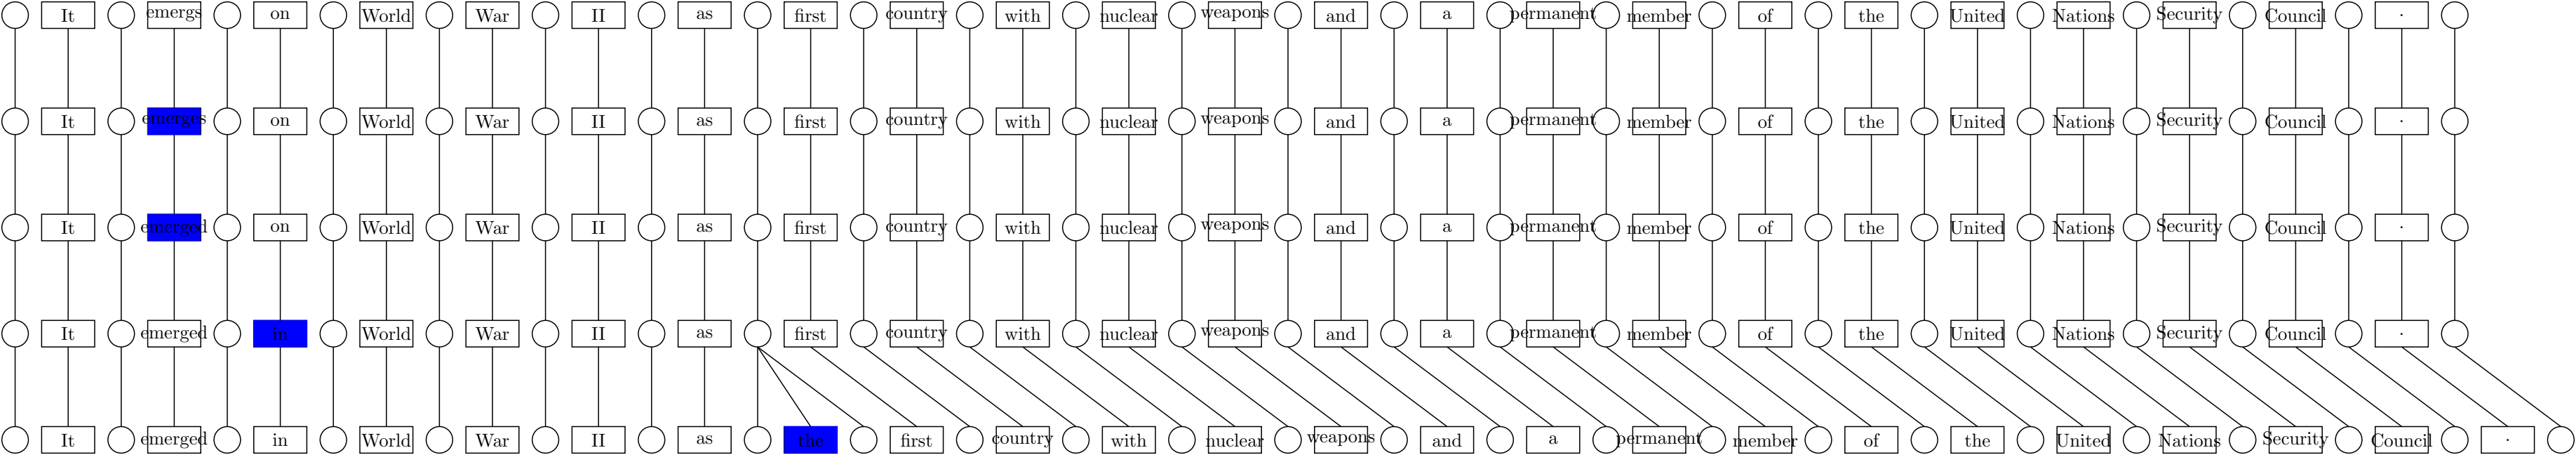 It emergs on World War II as first country with nuclear weapons and a permanent member of the United Nations Security Council .
It emerges on World War II as first country with nuclear weapons and a permanent member of the United Nations Security Council .
It emerged on World War II as first country with nuclear weapons and a permanent member of the United Nations Security Council .
It emerged in World War II as first country with nuclear weapons and a permanent member of the United Nations Security Council .
It emerged in World War II as the first country with nuclear weapons and a permanent member of the United Nations Security Council .